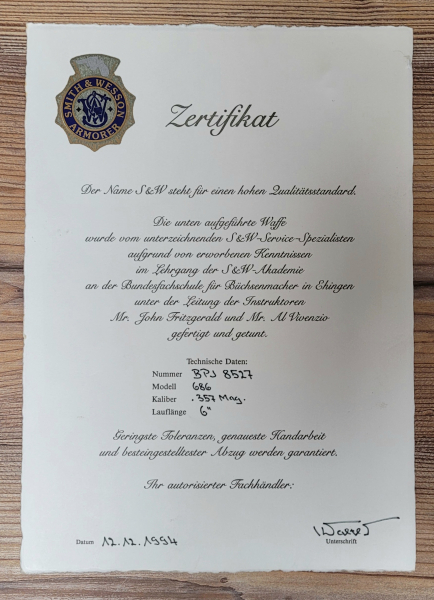 SMITH & WESSON
ARMORER
Zertifikat
Der Name S&W steht für einen hohen Qualitätsstandard.
Die unten aufgeführte Waffe
wurde vom unterzeichnenden S&W-Service-Spezialisten
aufgrund von erworbenen Kenntnissen
im Lehrgang der S&W-Akademie
an der Bundesfachschule für Büchsenmacher in Ehingen
unter der Leitung der Instruktoren
Mr. John Fritzgerald und Mr. Al Vivenzio
gefertigt und getunt.
Technische Daten:
Nummer BPJ 8527
Modell 686
Kaliber .357 Mag.
Lauflänge 6"
Geringste Toleranzen, genaueste Handarbeit
und besteingestelltester Abzug werden garantiert.
Ihr autorisierter Fachhändler:
Datum 12.12.1994
Unterschrift